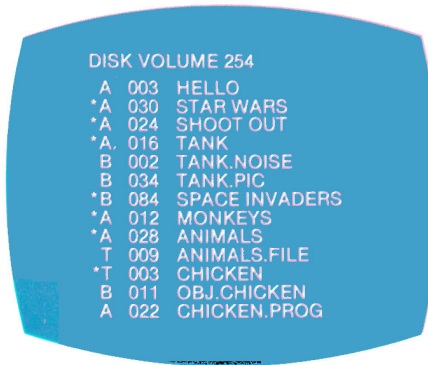 DISK VOLUME 254
A 003 HELLO
*A 030 STAR WARS
*A 024 SHOOT OUT
*A. 016 TANK
B 002 TANK.NOISE
B 034 TANK.PIC
*B 084 SPACE INVADERS
*A 012 MONKEYS
*A 028 ANIMALS
T 009 ANIMALS.FILE
*T 003 CHICKEN
B 011 OBJ.CHICKEN
A 022 CHICKEN.PROG